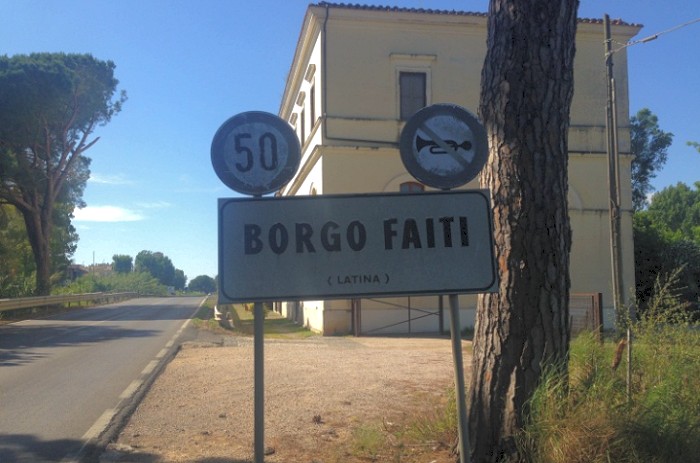 50
BORGO FAITI
( LATINA )